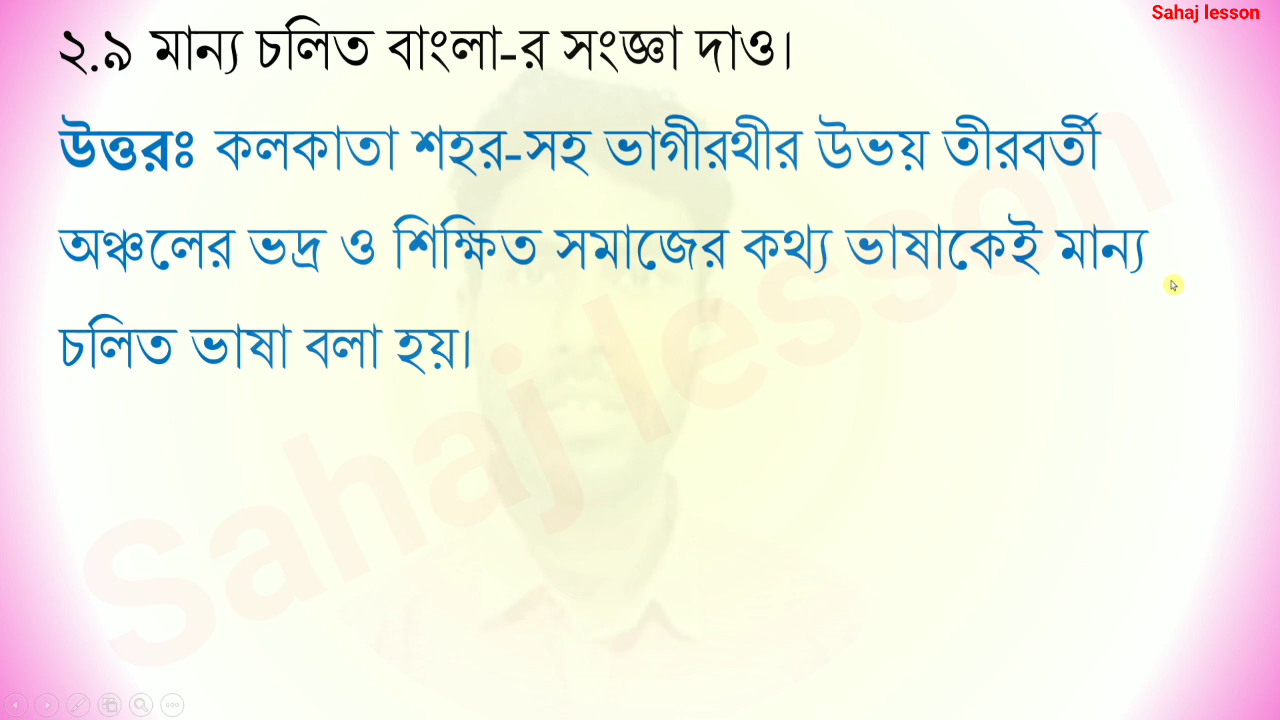 Sahaj lesson
২.৯ মান্য চলিত বাংলা-র সংজ্ঞা দাও।
উত্তরঃ কলকাতা শহর-সহ ভাগীরথীর উভয় তীরবর্তী
অঞ্চলের ভদ্র ও শিক্ষিত সমাজের কথ্য ভাষাকেই মান্য
চলিত ভাষা বলা হয়।
Sahaj lesson